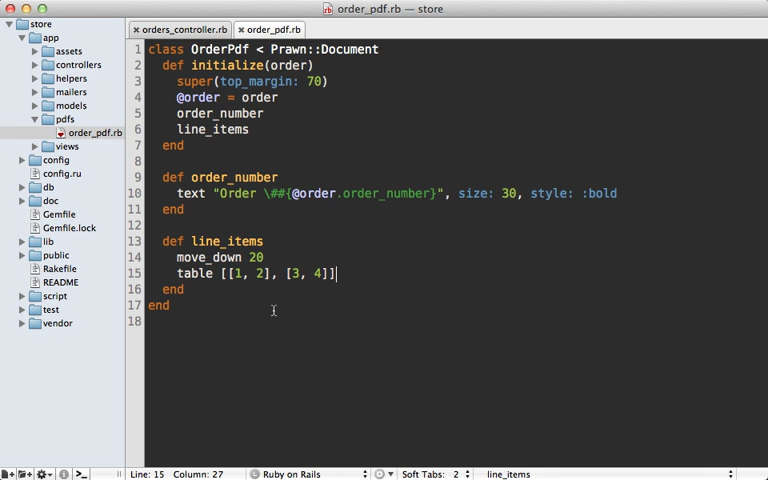 order_pdf.rb — store
store
app
assets
controllers
helpers
mailers
models
pdfs
order_pdf.rb
views
config
config.ru
db
doc
Gemfile
Gemfile.lock
lib
public
Rakefile
README
script
test
vendor
orders_controller.rb
order_pdf.rb
1 class OrderPdf < Prawn::Document
2   def initialize(order)
3     super(top_margin: 70)
4     @order = order
5     order_number
6     line_items
7   end
8
9   def order_number
10     text "Order \##{@order.order_number}", size: 30, style: :bold
11   end
12
13   def line_items
14     move_down 20
15     table [[1, 2], [3, 4]]
16   end
17 end
18
Line: 15 Column: 27 Ruby on Rails Soft Tabs: 2 line_items